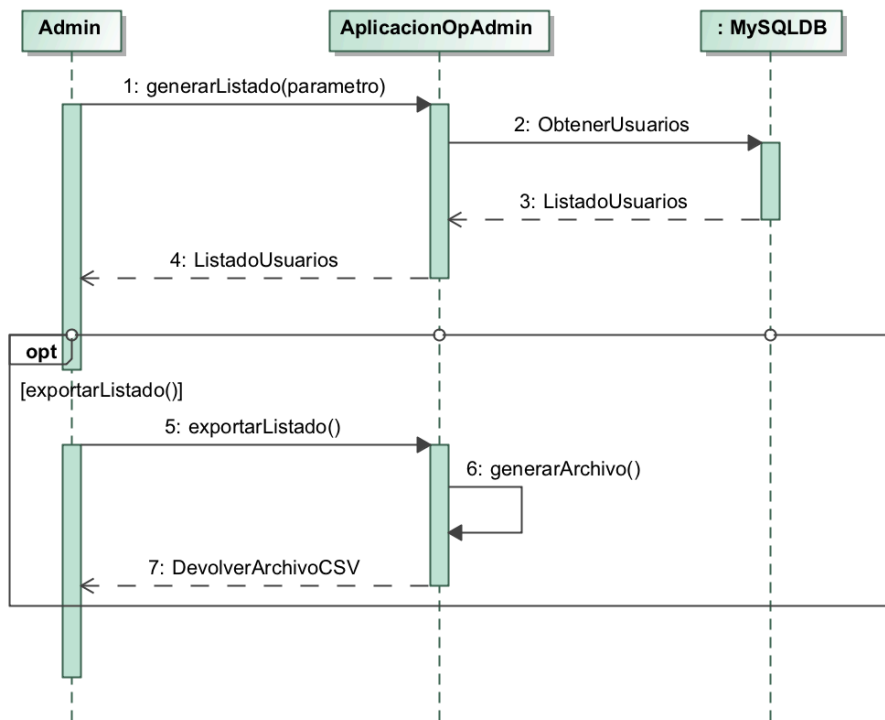 Admin
AplicacionOpAdmin
: MySQLDB
1: generarListado(parametro)
2: ObtenerUsuarios
3: ListadoUsuarios
4: ListadoUsuarios
opt
[exportarListado()]
5: exportarListado()
6: generarArchivo()
7: DevolverArchivoCSV